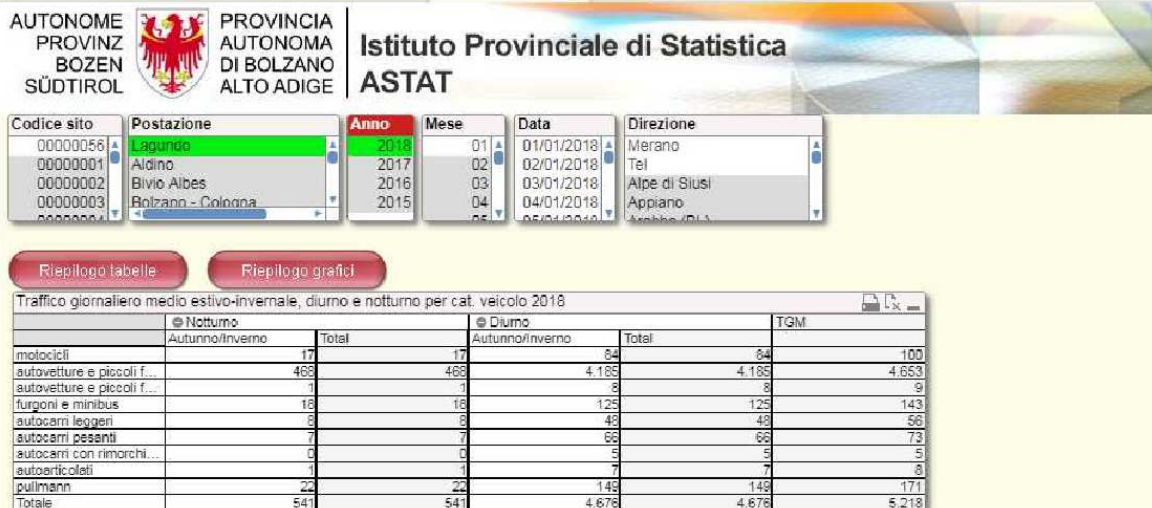 AUTONOME
PROVINZ
BOZEN
SÜDTIROL
PROVINCIA
AUTONOMA
DI BOLZANO
ALTO ADIGE
Istituto Provinciale di Statistica
ASTAT
Codice sito Postazione Anno Mese Data Direzione
00000056 Lagundo 2018 01 01/01/2018 Merano
00000001 Aldino 2017 02 02/01/2018 Tel
00000002 Bivio Albes 2016 03 03/01/2018 Alpe di Siusi
00000003 Bolzano - Cologna 2015 04 04/01/2018 Appiano
Riepilogo tabelle Riepilogo grafici
Traffico giornaliero medio estivo-invernale, diurno e notturno per cat. veicolo 2018
Notturno Diurno TGM
Autunno/Inverno Total Autunno/Inverno Total
motocicli 17 17 84 84 100
autovetture e piccoli f... 468 468 4.185 4.185 4.653
autovetture e piccoli f... 1 1 8 8 9
furgoni e minibus 18 18 125 125 143
autocarri leggeri 8 8 48 48 56
autocarri pesanti 7 7 66 66 73
autocarri con rimorchi... 0 0 5 5 5
autoarticolati 1 1 7 7 8
pullmann 22 22 149 149 171
Totale 541 541 4.676 4.676 5.218